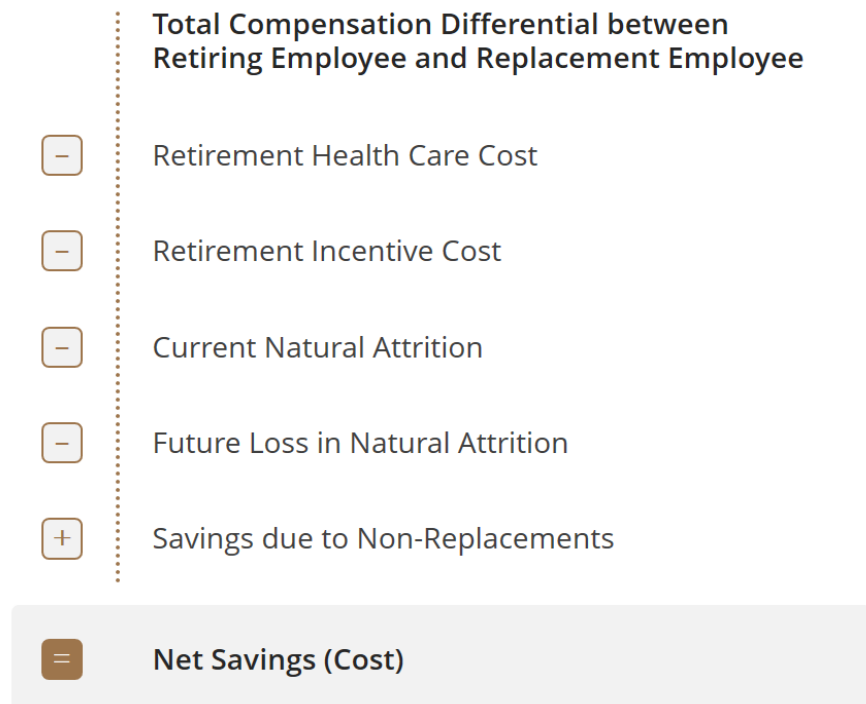 Total Compensation Differential between
Retiring Employee and Replacement Employee
− Retirement Health Care Cost
− Retirement Incentive Cost
− Current Natural Attrition
− Future Loss in Natural Attrition
+ Savings due to Non-Replacements
= Net Savings (Cost)